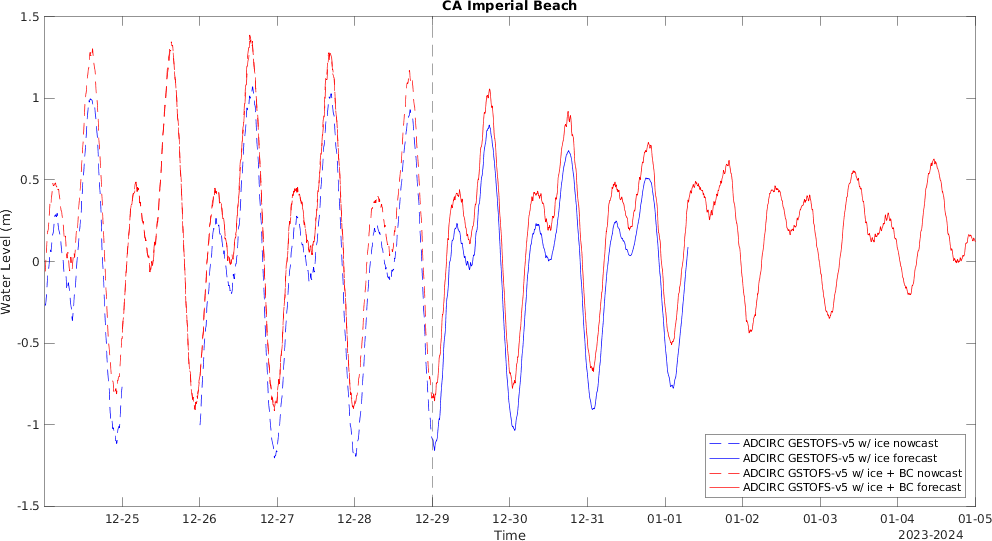 CA Imperial Beach
1.5
1
0.5
0
-0.5
-1
-1.5
Water Level (m)
12-25 12-26 12-27 12-28 12-29 12-30 12-31 01-01 01-02 01-03 01-04 01-05
Time
2023-2024
ADCIRC GESTOFS-v5 w/ ice nowcast
ADCIRC GESTOFS-v5 w/ ice forecast
ADCIRC GSTOFS-v5 w/ ice + BC nowcast
ADCIRC GSTOFS-v5 w/ ice + BC forecast